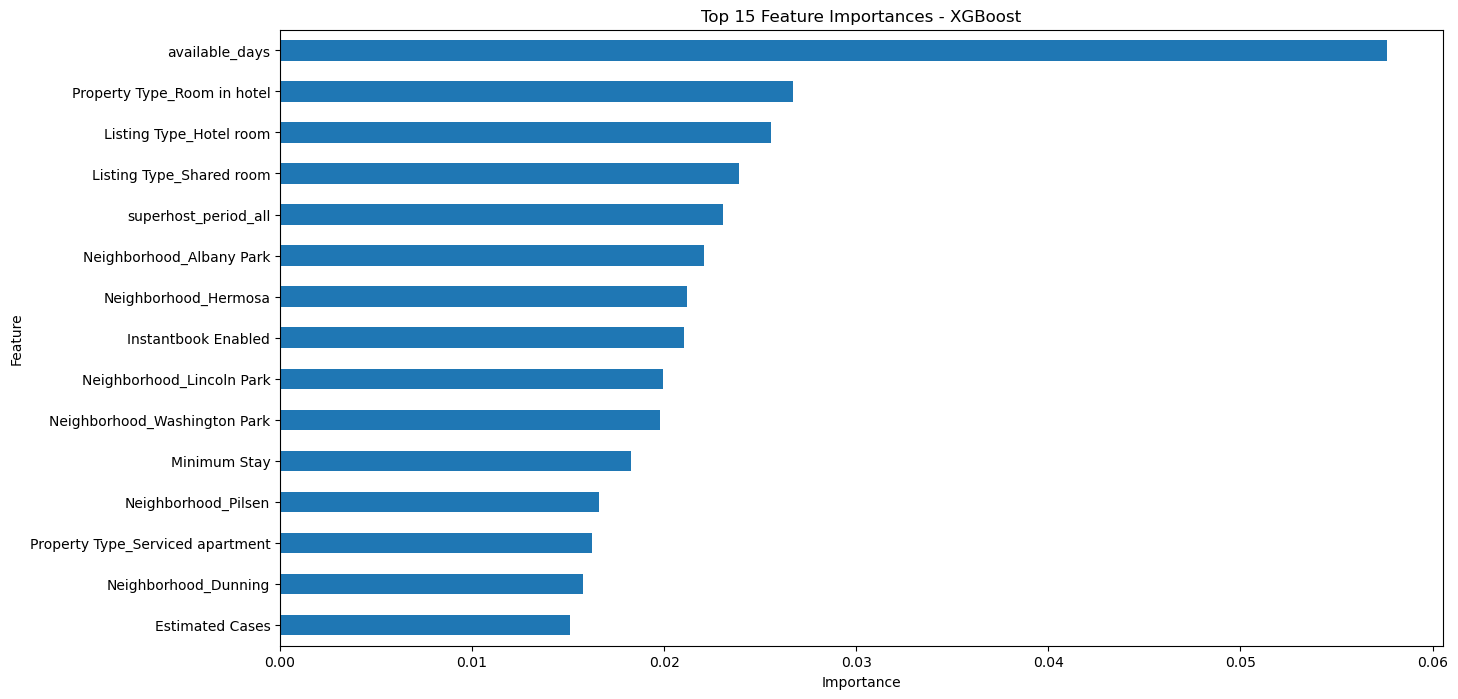 Top 15 Feature Importances - XGBoost
available_days
Property Type_Room in hotel
Listing Type_Hotel room
Listing Type_Shared room
superhost_period_all
Neighborhood_Albany Park
Neighborhood_Hermosa
Instantbook Enabled
Neighborhood_Lincoln Park
Neighborhood_Washington Park
Minimum Stay
Neighborhood_Pilsen
Property Type_Serviced apartment
Neighborhood_Dunning
Estimated Cases
Feature
0.00 0.01 0.02 0.03 0.04 0.05 0.06
Importance